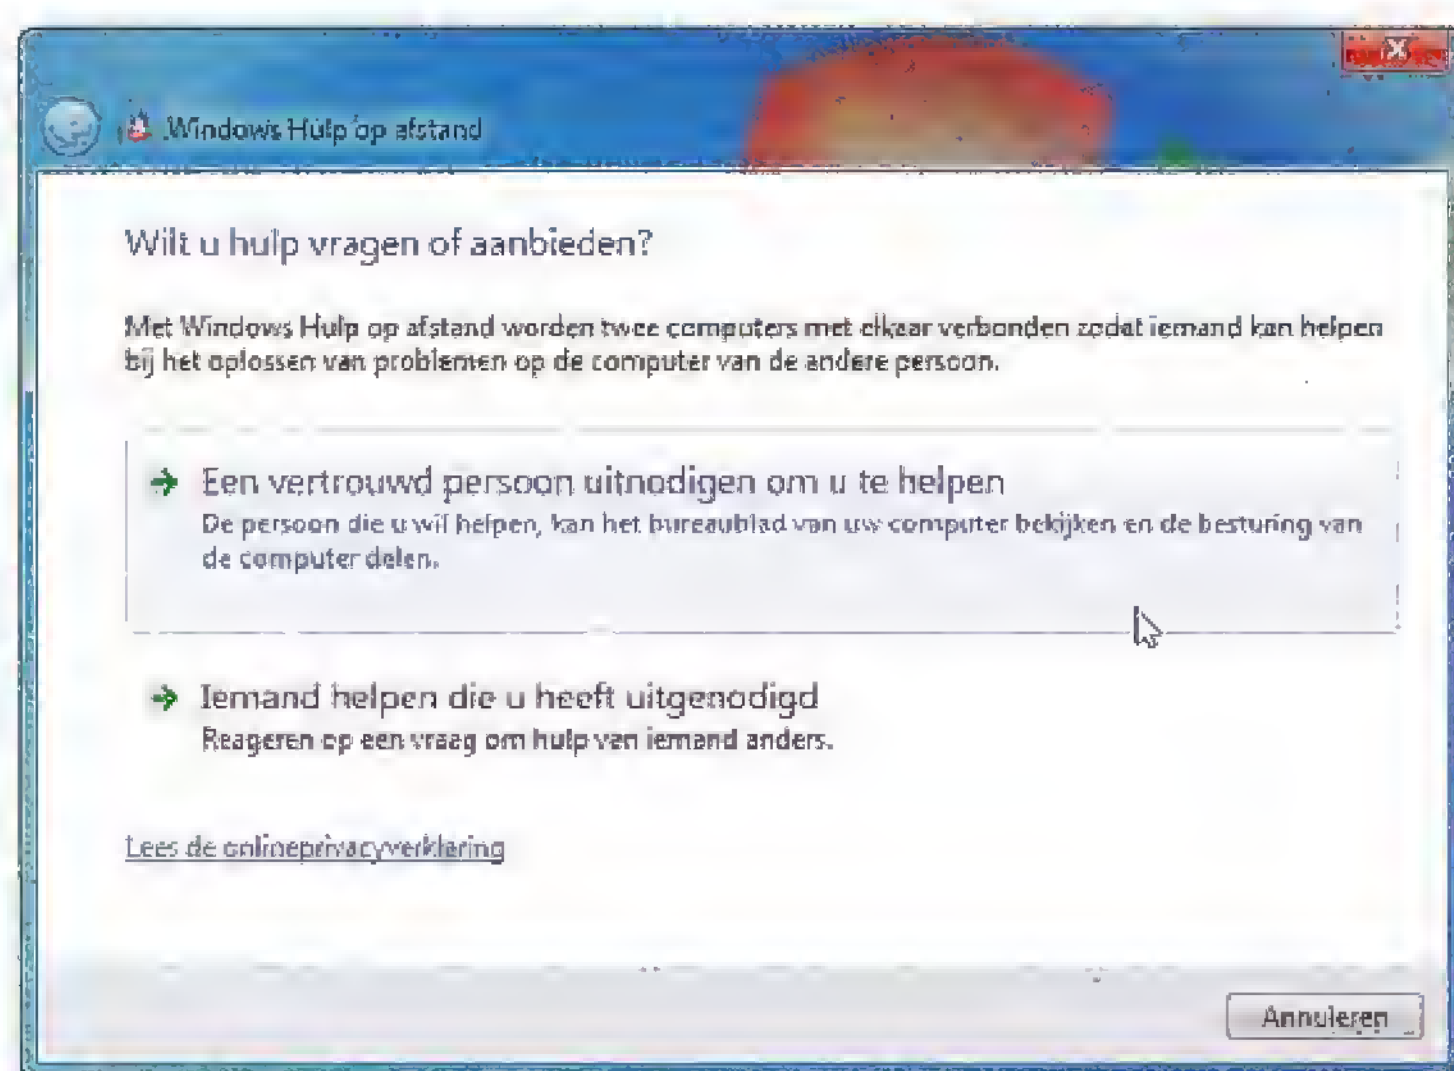 Windows Hulp op afstand
Wilt u hulp vragen of aanbieden?
Met Windows Hulp op afstand worden twee computers met elkaar verbonden zodat iemand kan helpen
bij het oplossen van problemen op de computer van de andere persoon.
Een vertrouwd persoon uitnodigen om u te helpen
De persoon die u wil helpen, kan het bureaublad van uw computer bekijken en de besturing van
de computer delen.
Iemand helpen die u heeft uitgenodigd
Reageren op een vraag om hulp van iemand anders.
Lees de onlineprivacyverklaring
Annuleren